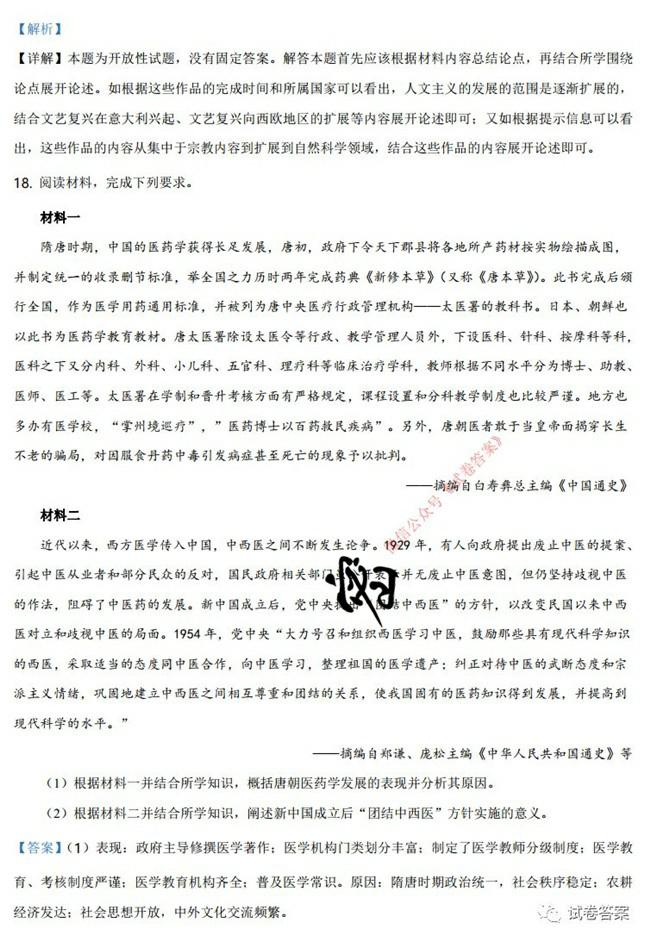 【解析】
【详解】本题为开放性试题，没有固定答案。解答本题首先应该根据材料内容总结论点，再结合所学围绕
论点展开论述。如根据这些作品的完成时间和所属国家可以看出，人文主义的发展的范围是逐渐扩展的，
结合文艺复兴在意大利兴起、文艺复兴向西欧地区的扩展等内容展开论述即可；又如根据提示信息可以看
出，这些作品的内容从集中于宗教内容到扩展到自然科学领域，结合这些作品的内容展开论述即可。
18. 阅读材料，完成下列要求。
材料一
隋唐时期，中国的医药学获得长足发展，唐初，政府下令天下郡县将各地所产药材按实物绘描成图，
并制定统一的收录删节标准，举全国之力历时两年完成药典《新修本草》（又称《唐本草》）。此书完成后颁
行全国，作为医学用药通用标准，并被列为唐中央医疗行政管理机构——太医署的教科书。日本、朝鲜也
以此书为医药学教育教材。唐太医署除设太医令等行政、教学管理人员外，下设医科、针科、按摩科等科，
医科之下又分内科、外科、小儿科、五官科、理疗科等临床治疗学科，教师根据不同水平分为博士、助教、
医师、医工等。太医署在学制和晋升考核方面有严格规定，课程设置和分科教学制度也比较严谨。地方也
多办有医学校，“掌州境巡疗”，”医药博士以百药救民疾病”。另外，唐朝医者敢于当皇帝面揭穿长生
不老的骗局，对因服食丹药中毒引发病症甚至死亡的现象予以批判。
——摘编自白寿彝总主编《中国通史》
微信公众号《试卷答案》
材料二
近代以来，西方医学传入中国，中西医之间不断发生论争。1929 年，有人向政府提出废止中医的提案、
引起中医从业者和部分民众的反对，国民政府相关部门 开表 并无废止中医意图，但仍坚持歧视中医
的作法，阻碍了中医药的发展。新中国成立后，党中央 团结中西医”的方针，以改变民国以来中西
医对立和歧视中医的局面。1954 年，党中央“大力号召和组织西医学习中医，鼓励那些具有现代科学知识
的西医，采取适当的态度同中医合作，向中医学习，整理祖国的医学遗产；纠正对待中医的武断态度和宗
派主义情绪，巩固地建立中西医之间相互尊重和团结的关系，使我国固有的医药知识得到发展，并提高到
现代科学的水平。”
——摘编自郑谦、庞松主编《中华人民共和国通史》等
（1）根据材料一并结合所学知识，概括唐朝医药学发展的表现并分析其原因。
（2）根据材料二并结合所学知识，阐述新中国成立后“团结中西医”方针实施的意义。
【答案】（1）表现：政府主导修撰医学著作；医学机构门类划分丰富；制定了医学教师分级制度；医学教
育、考核制度严谨；医学教育机构齐全；普及医学常识。原因：隋唐时期政治统一，社会秩序稳定；农耕
经济发达；社会思想开放，中外文化交流频繁。
试卷答案